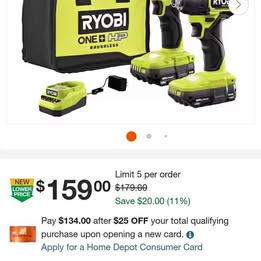 RYOBI
ONE+ HP
BRUSHLESS
RYOBI
NEW
LOWER
PRICE
$159.00
Limit 5 per order
$179.00
Save $20.00 (11%)
Pay $134.00 after $25 OFF your total qualifying
purchase upon opening a new card.
Apply for a Home Depot Consumer Card